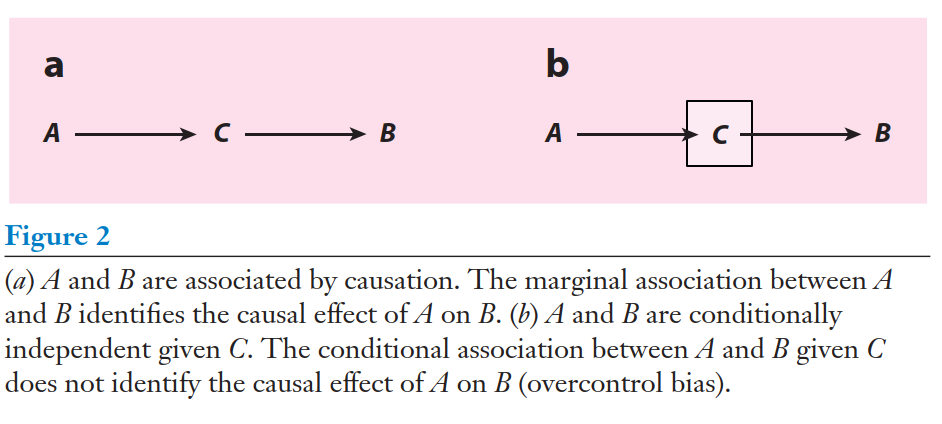 a b
A C B A C B
Figure 2
(a) A and B are associated by causation. The marginal association between A
and B identifies the causal effect of A on B. (b) A and B are conditionally
independent given C. The conditional association between A and B given C
does not identify the causal effect of A on B (overcontrol bias).